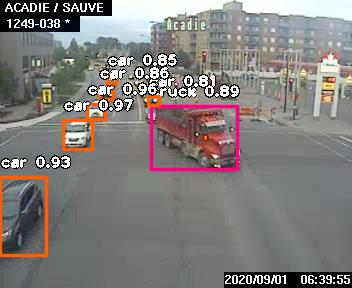 ACADIE / SAUVE
1249-038 *
Acadie
car 0.85
car 0.86
car 0.81
car 0.96
truck 0.89
car 0.97
car 0.93
2020/09/01 06:39:55